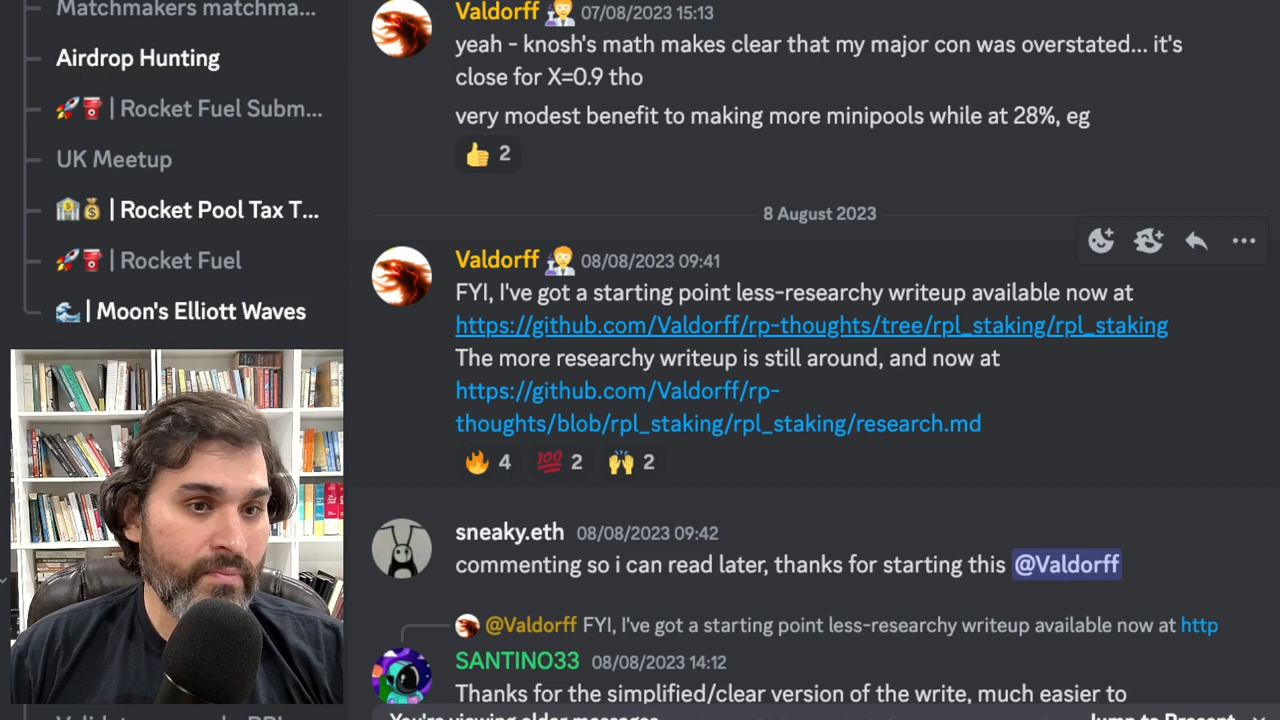 Matchmakers matchma...
Airdrop Hunting
🚀⛽ | Rocket Fuel Subm...
UK Meetup
🏦💰 | Rocket Pool Tax T...
🚀⛽ | Rocket Fuel
🌊 | Moon's Elliott Waves
Valdorff 07/08/2023 15:13
yeah - knosh's math makes clear that my major con was overstated... it's
close for X=0.9 tho
very modest benefit to making more minipools while at 28%, eg
👍 2
8 August 2023
Valdorff 08/08/2023 09:41
FYI, I've got a starting point less-researchy writeup available now at
https://github.com/Valdorff/rp-thoughts/tree/rpl_staking/rpl_staking
The more researchy writeup is still around, and now at
https://github.com/Valdorff/rp-
thoughts/blob/rpl_staking/rpl_staking/research.md
🔥 4 💯 2 🙌 2
sneaky.eth 08/08/2023 09:42
commenting so i can read later, thanks for starting this @Valdorff
@Valdorff FYI, I've got a starting point less-researchy writeup available now at http
SANTINO33 08/08/2023 14:12
Thanks for the simplified/clear version of the write, much easier to
You're viewing older messages
Jump to Present